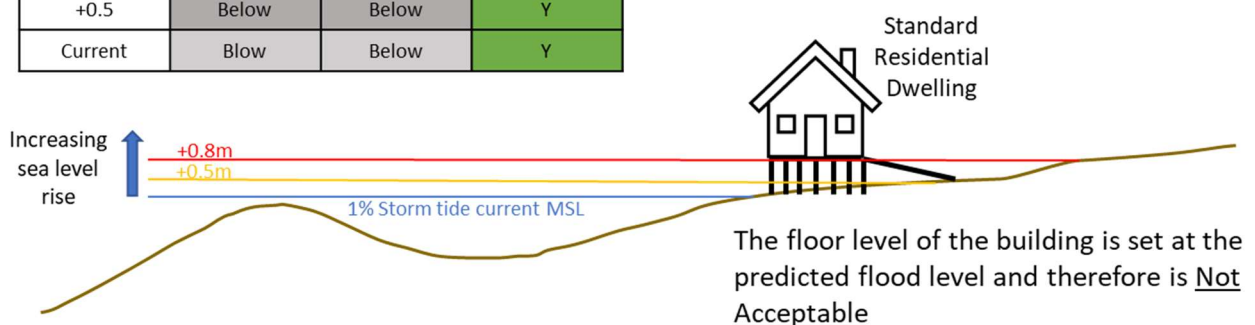 +0.5 Below Below Y
Current Blow Below Y
Standard
Residential
Dwelling
Increasing
sea level
rise
+0.8m
+0.5m
1% Storm tide current MSL
The floor level of the building is set at the
predicted flood level and therefore is Not
Acceptable